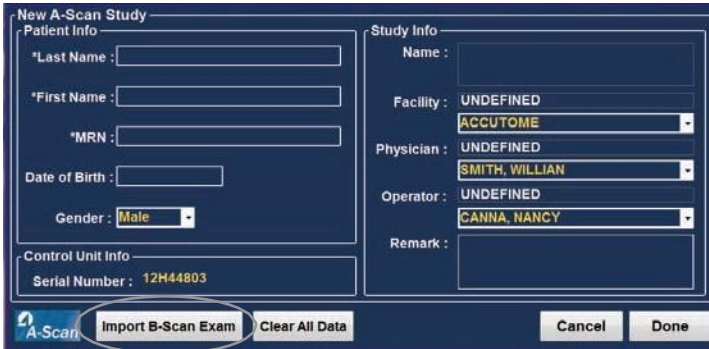 New A-Scan Study
Patient Info
*Last Name :
*First Name :
*MRN :
Date of Birth :
Gender : Male
Control Unit Info
Serial Number : 12H44803
Study Info
Name :
Facility : UNDEFINED
ACCUTOME
Physician : UNDEFINED
SMITH, WILLIAN
Operator : UNDEFINED
CANNA, NANCY
Remark :
A-Scan
Import B-Scan Exam
Clear All Data
Cancel
Done